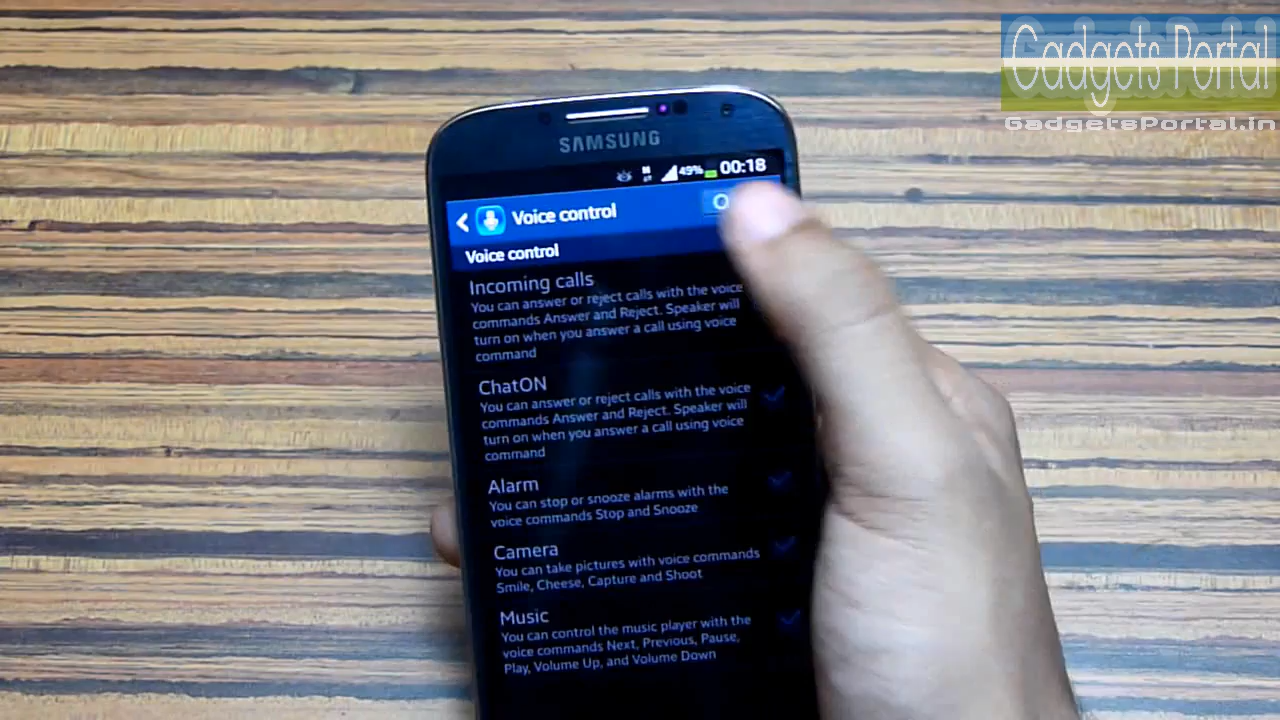 Gadgets Portal
GadgetsPortal.in
SAMSUNG
49% 00:18
Voice control
Voice control
Incoming calls
You can answer or reject calls with the voice
commands Answer and Reject. Speaker will
turn on when you answer a call using voice
command
ChatON
You can answer or reject calls with the voice
commands Answer and Reject. Speaker will
turn on when you answer a call using voice
command
Alarm
You can stop or snooze alarms with the
voice commands Stop and Snooze
Camera
You can take pictures with voice commands
Smile, Cheese, Capture and Shoot
Music
You can control the music player with the
voice commands Next, Previous, Pause,
Play, Volume Up, and Volume Down